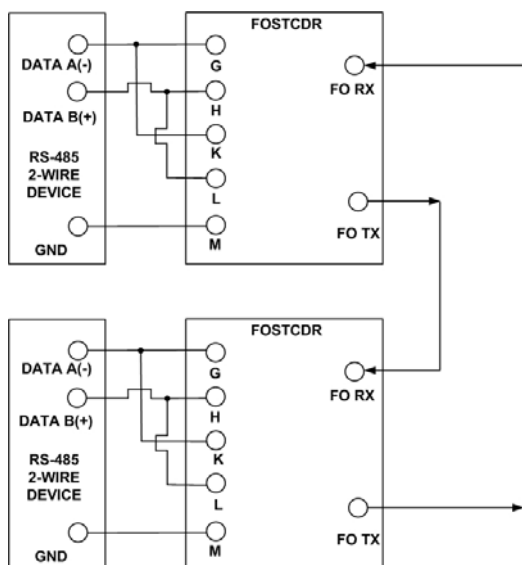 FOSTCDR
DATA A(-)
G
FO RX
H
DATA B(+)
K
RS-485
2-WIRE
DEVICE
L
FO TX
GND
M
FOSTCDR
DATA A(-)
G
FO RX
H
DATA B(+)
K
RS-485
2-WIRE
DEVICE
L
FO TX
GND
M